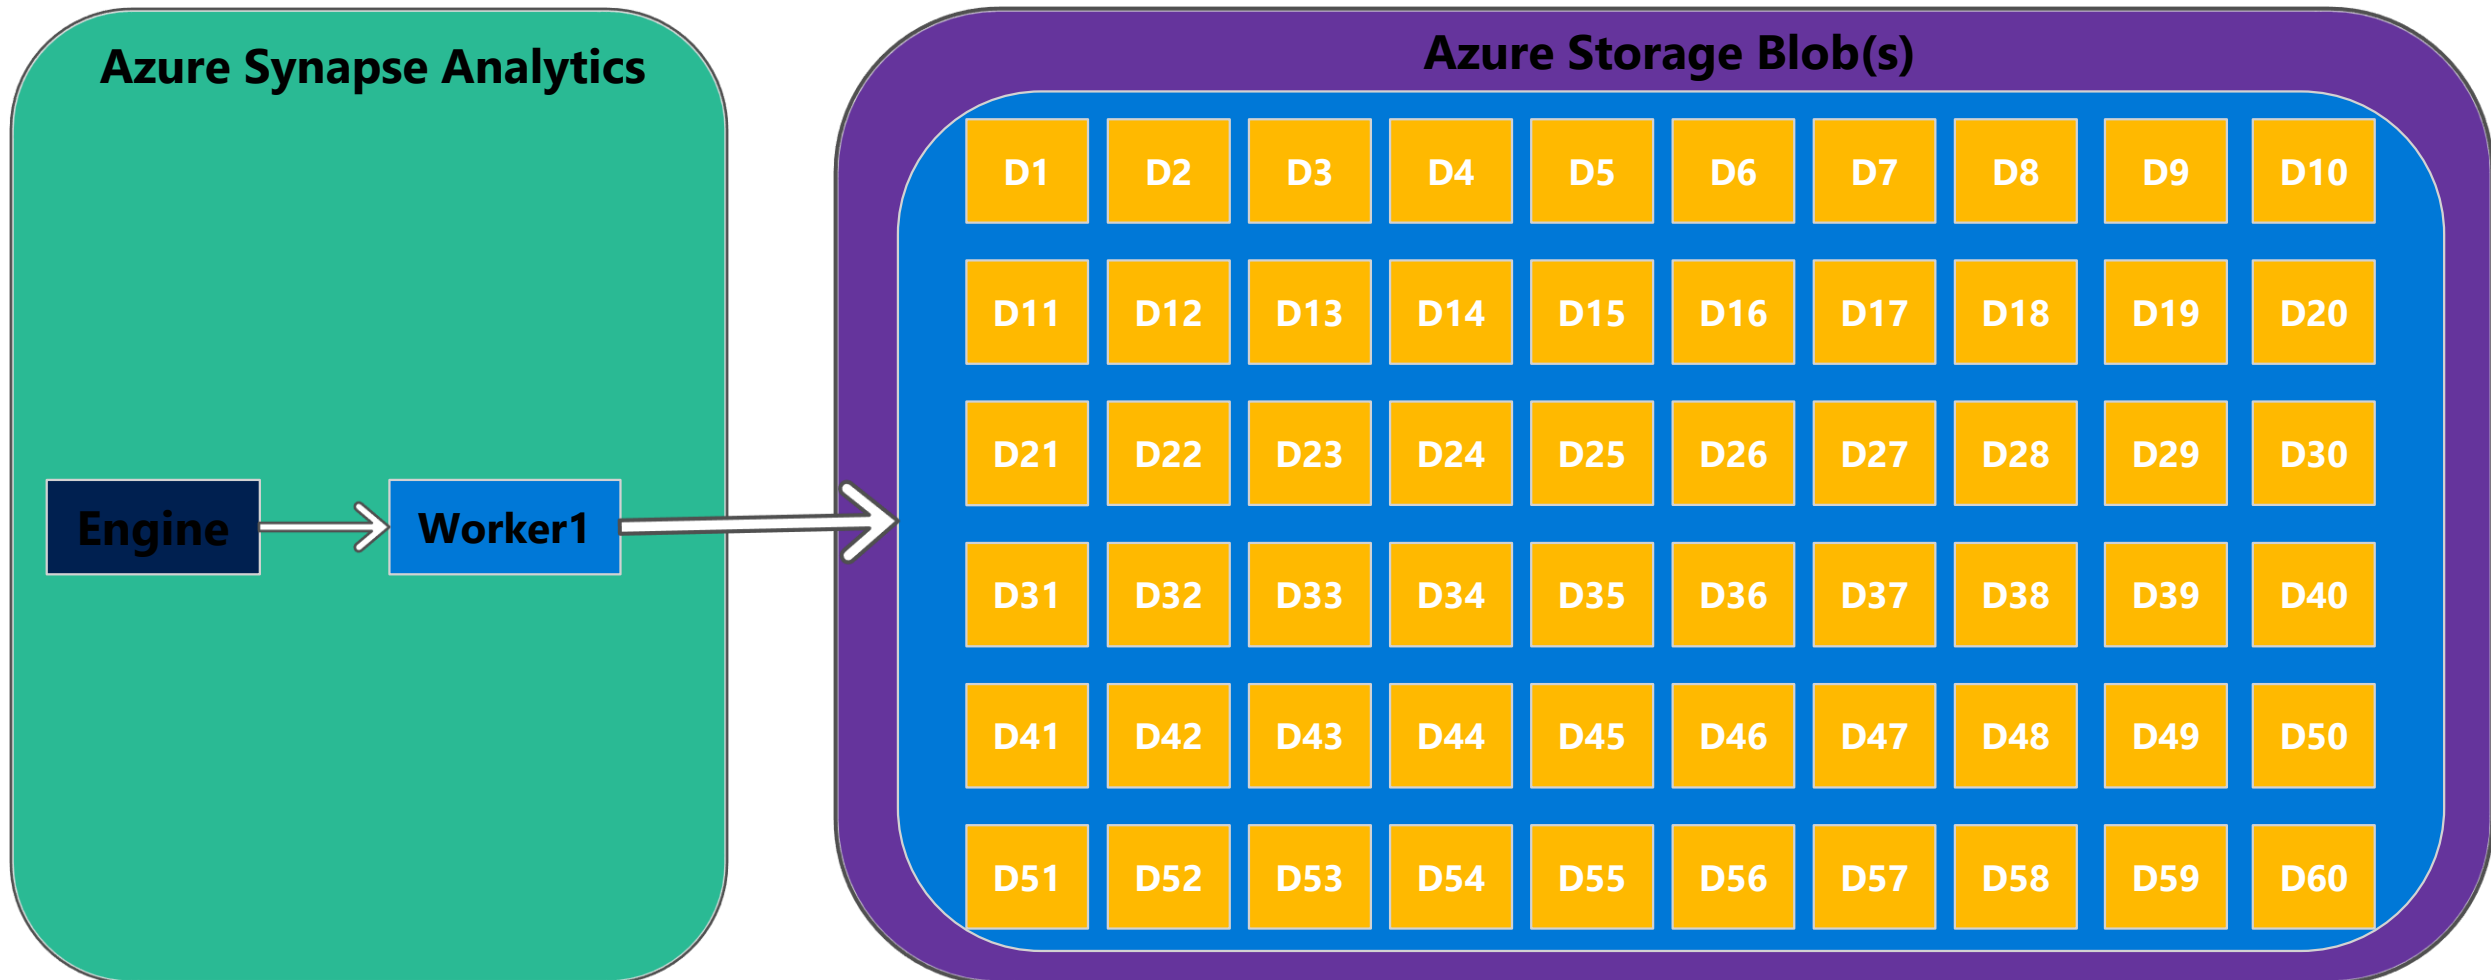 Azure Synapse Analytics
Engine
Worker1
Azure Storage Blob(s)
D1 D2 D3 D4 D5 D6 D7 D8 D9 D10
D11 D12 D13 D14 D15 D16 D17 D18 D19 D20
D21 D22 D23 D24 D25 D26 D27 D28 D29 D30
D31 D32 D33 D34 D35 D36 D37 D38 D39 D40
D41 D42 D43 D44 D45 D46 D47 D48 D49 D50
D51 D52 D53 D54 D55 D56 D57 D58 D59 D60